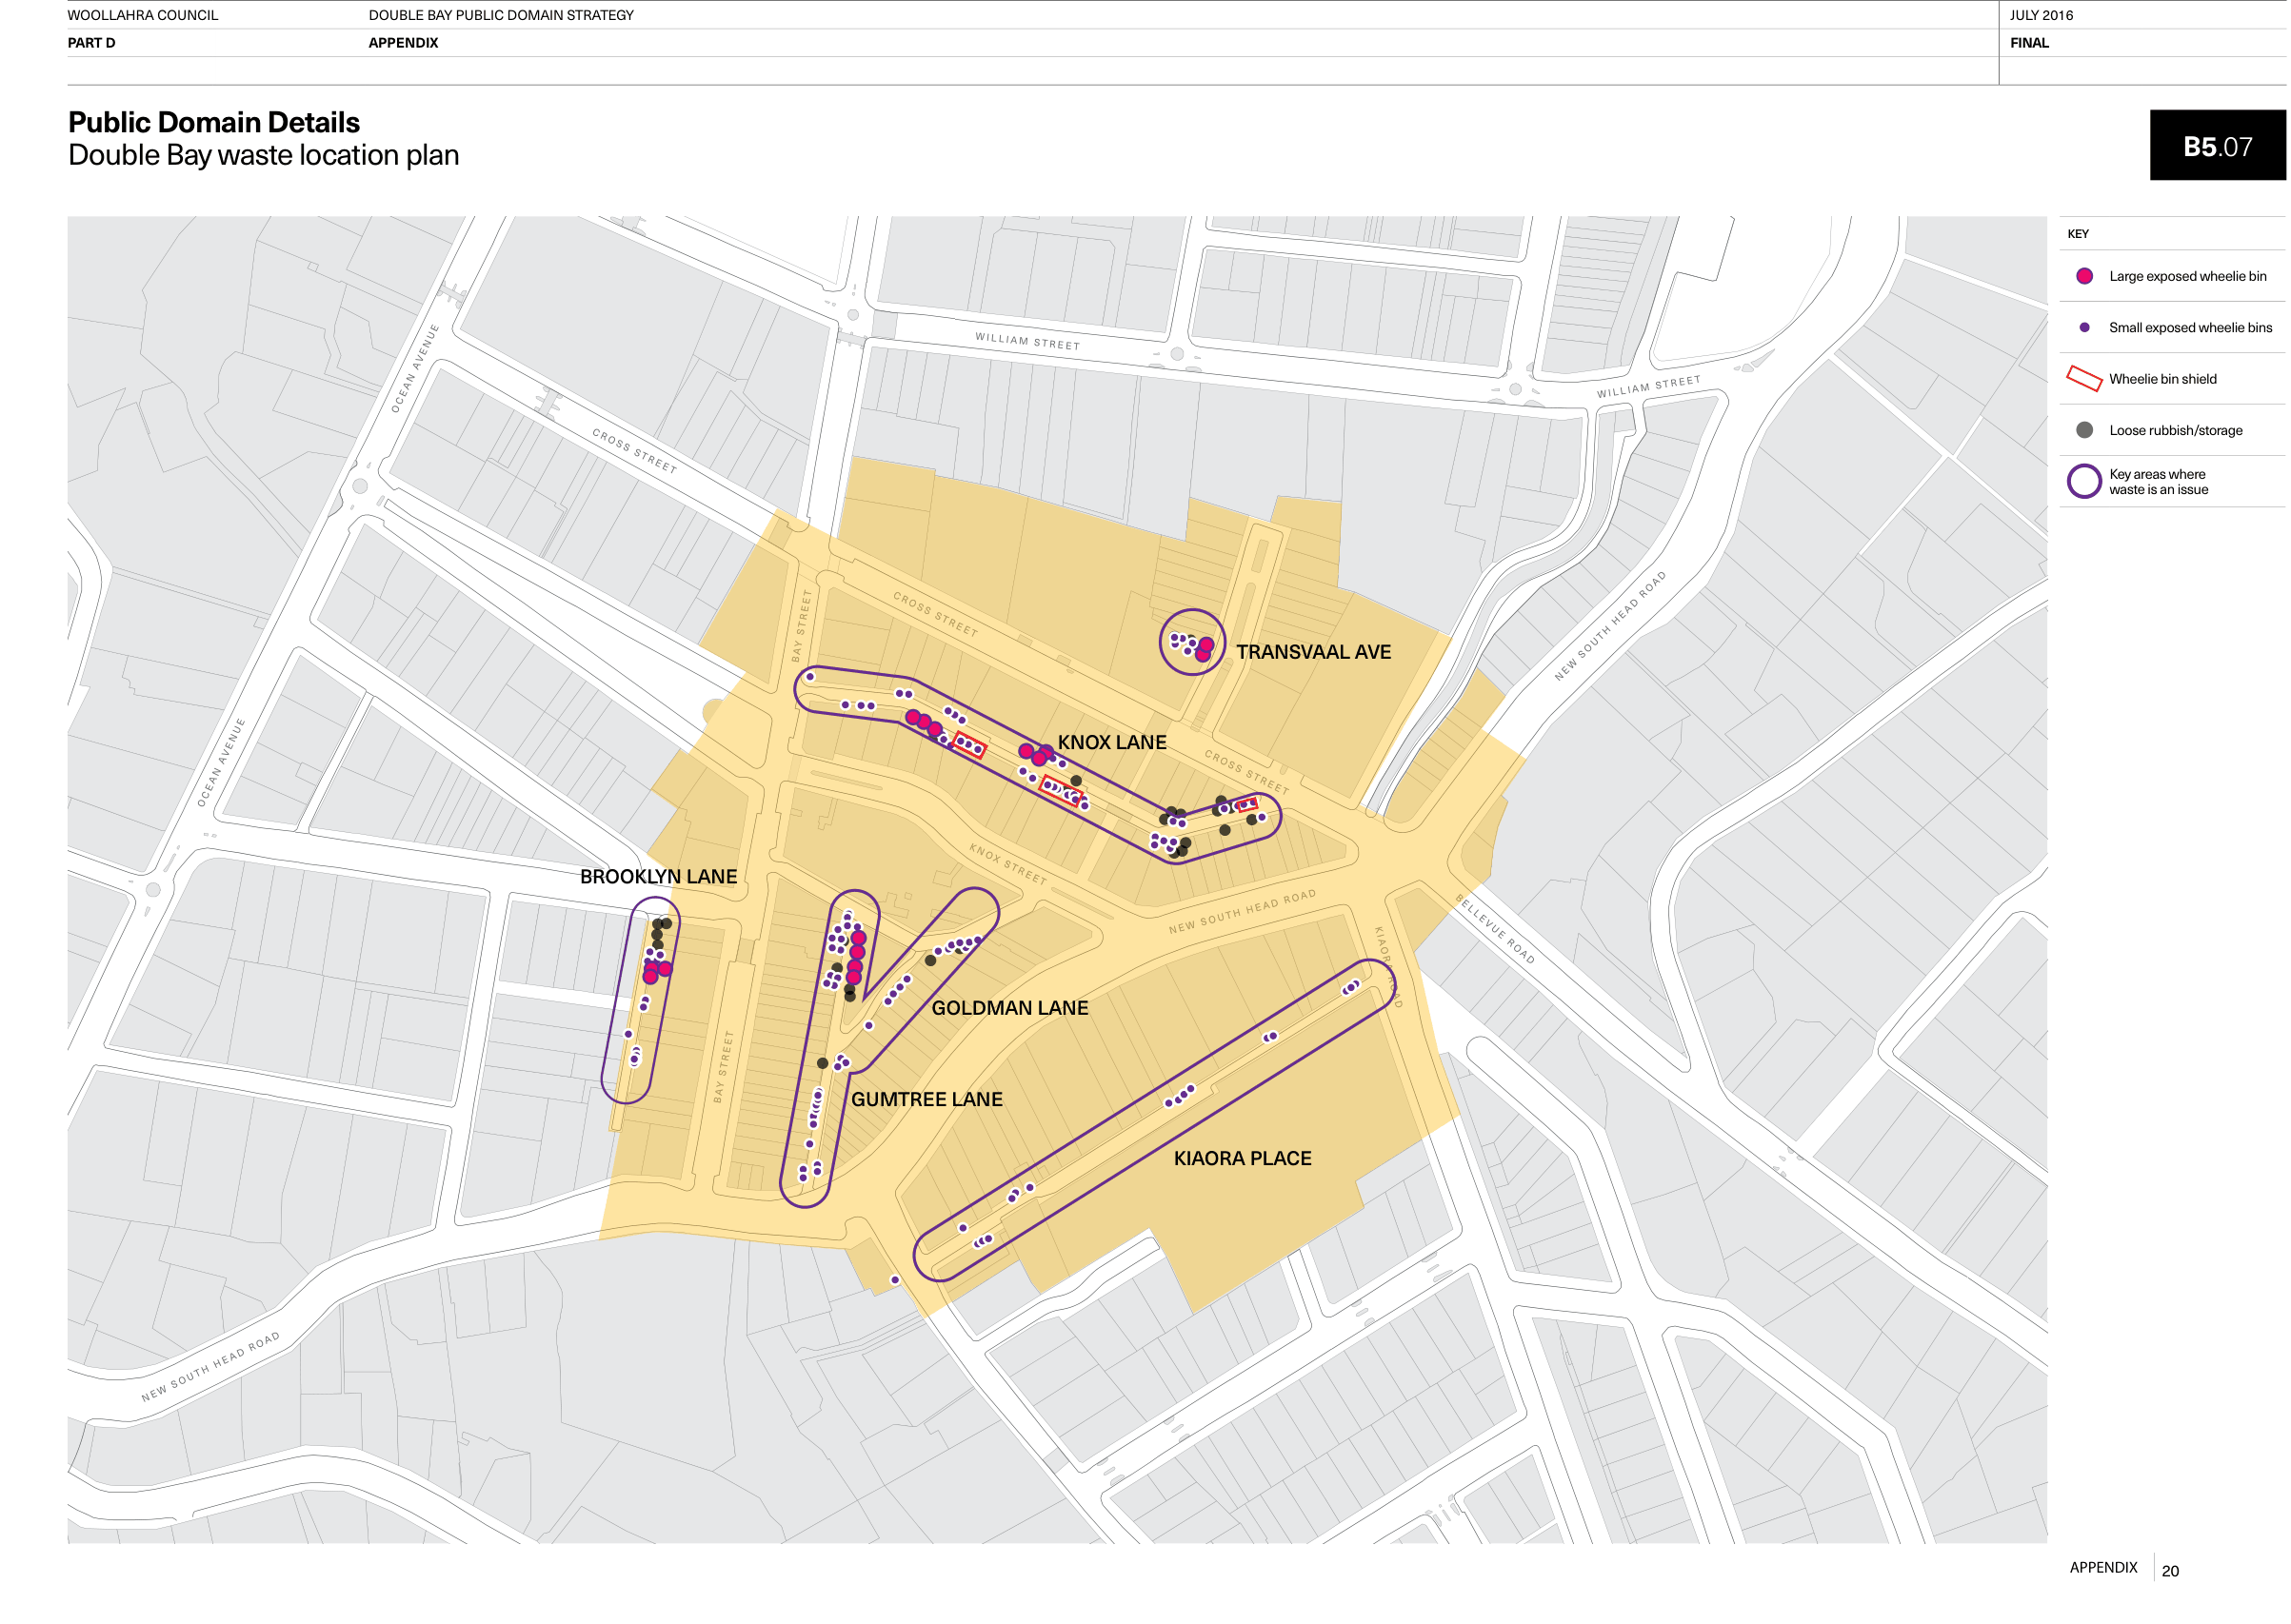 WOOLLAHRA COUNCIL
DOUBLE BAY PUBLIC DOMAIN STRATEGY
JULY 2016
PART D
APPENDIX
FINAL
Public Domain Details
Double Bay waste location plan
B5.07
KEY
Large exposed wheelie bin
Small exposed wheelie bins
Wheelie bin shield
Loose rubbish/storage
Key areas where
waste is an issue
OCEAN AVENUE
WILLIAM STREET
WILLIAM STREET
CROSS STREET
CROSS STREET
BAY STREET
NEW SOUTH HEAD ROAD
TRANSVAAL AVE
KNOX LANE
CROSS STREET
OCEAN AVENUE
KNOX STREET
BROOKLYN LANE
NEW SOUTH HEAD ROAD
BELLEVUE ROAD
KIAORA ROAD
GOLDMAN LANE
BAY STREET
GUMTREE LANE
KIAORA PLACE
NEW SOUTH HEAD ROAD
APPENDIX
20